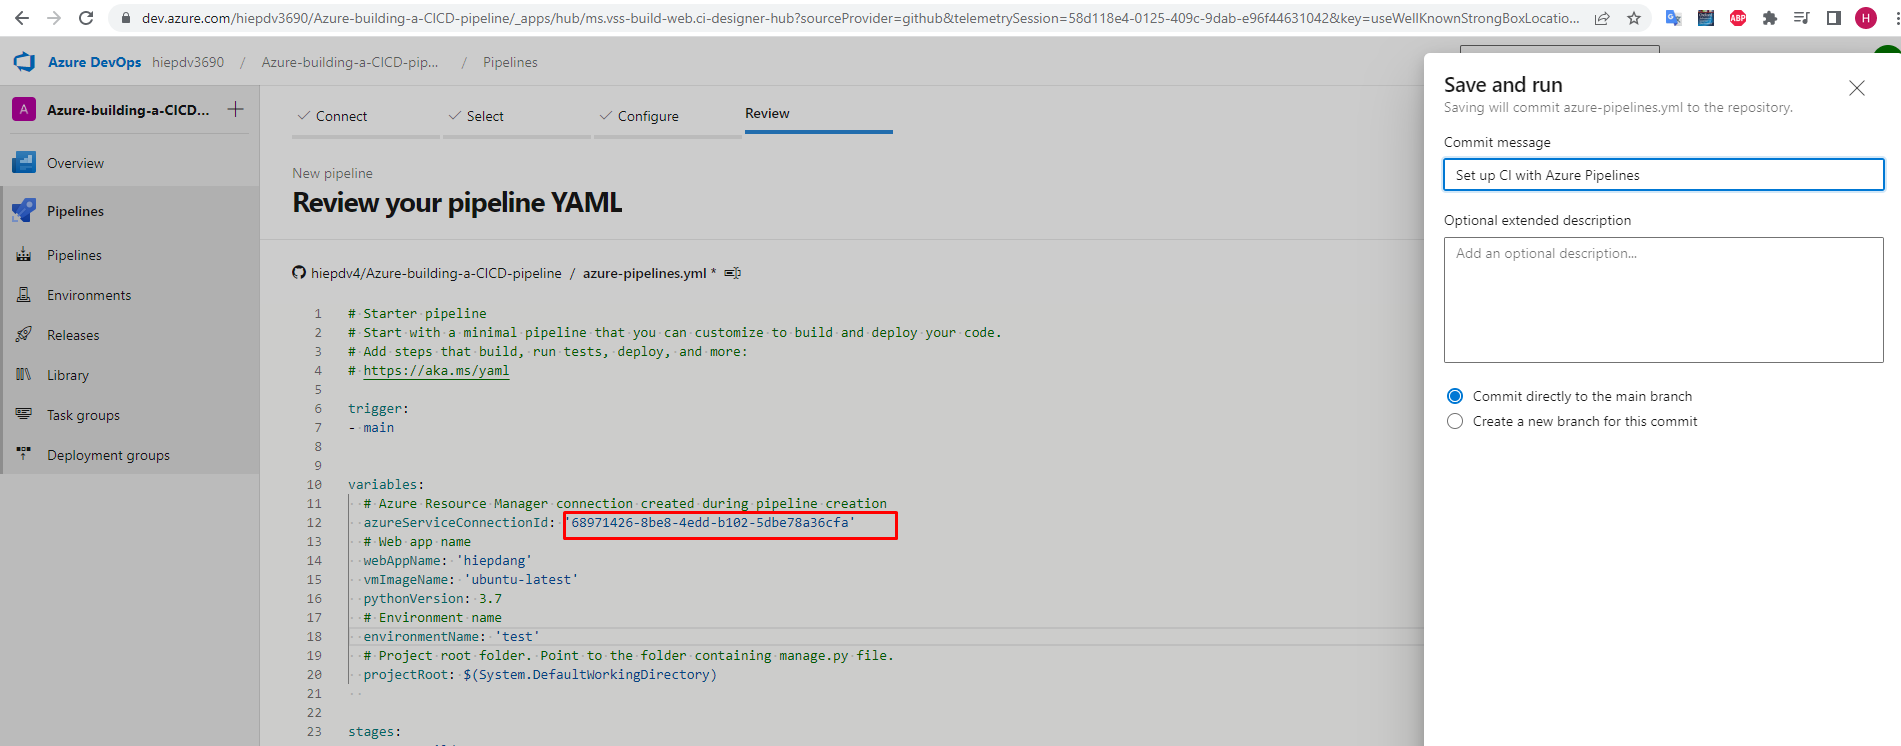 dev.azure.com/hiepdv3690/Azure-building-a-CICD-pipeline/_apps/hub/ms.vss-build-web.ci-designer-hub?sourceProvider=github&telemetrySession=58d118e4-0125-409c-9dab-e96f44631042&key=useWellKnownStrongBoxLocatio...
ABP
H
Azure DevOps hiepdv3690 / Azure-building-a-CICD-pip... / Pipelines
A Azure-building-a-CICD...
Overview
Pipelines
Pipelines
Environments
Releases
Library
Task groups
Deployment groups
Connect
Select
Configure
Review
New pipeline
Review your pipeline YAML
hiepdv4/Azure-building-a-CICD-pipeline / azure-pipelines.yml *
1 # Starter pipeline
2 # Start with a minimal pipeline that you can customize to build and deploy your code.
3 # Add steps that build, run tests, deploy, and more:
4 # https://aka.ms/yaml
5
6 trigger:
7 - main
8
9
10 variables:
11 # Azure Resource Manager connection created during pipeline creation
12 azureServiceConnectionId: '68971426-8be8-4edd-b102-5dbe78a36cfa'
13 # Web app name
14 webAppName: 'hiepdang'
15 vmImageName: 'ubuntu-latest'
16 pythonVersion: 3.7
17 # Environment name
18 environmentName: 'test'
19 # Project root folder. Point to the folder containing manage.py file.
20 projectRoot: $(System.DefaultWorkingDirectory)
21
22
23 stages:
Save and run
Saving will commit azure-pipelines.yml to the repository.
Commit message
Set up CI with Azure Pipelines
Optional extended description
Add an optional description...
Commit directly to the main branch
Create a new branch for this commit